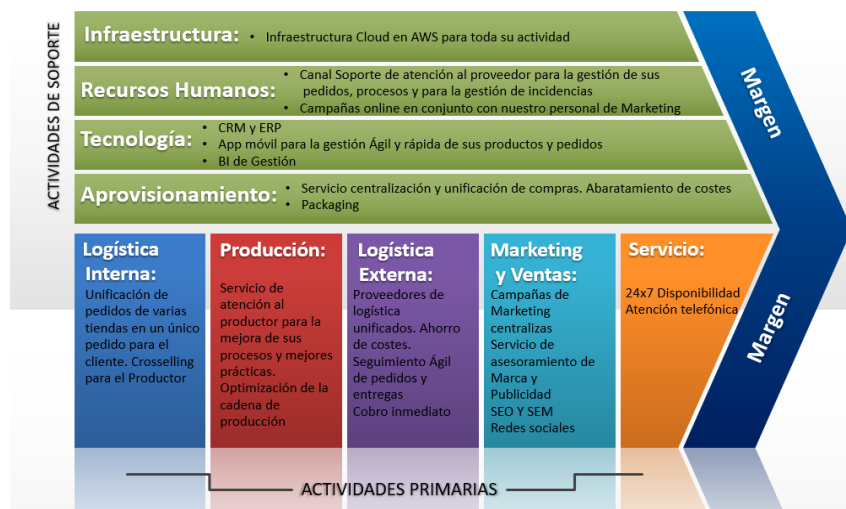 ACTIVIDADES DE SOPORTE
Infraestructura:
• Infraestructura Cloud en AWS para toda su actividad
Recursos Humanos:
• Canal Soporte de atención al proveedor para la gestión de sus
pedidos, procesos y para la gestión de incidencias
• Campañas online en conjunto con nuestro personal de Marketing
Tecnología:
• CRM y ERP
• App móvil para la gestión Ágil y rápida de sus productos y pedidos
• BI de Gestión
Aprovisionamiento:
• Servicio centralización y unificación de compras. Abaratamiento de costes
• Packaging
Margen
Margen
Logística
Interna:
Unificación de
pedidos de varias
tiendas en un único
pedido para el
cliente. Crosselling
para el Productor
Producción:
Servicio de
atención al
productor para la
mejora de sus
procesos y mejores
prácticas.
Optimización de la
cadena de
producción
Logística
Externa:
Proveedores de
logística
unificados. Ahorro
de costes.
Seguimiento Ágil
de pedidos y
entregas
Cobro inmediato
Marketing
y Ventas:
Campañas de
Marketing
centralizas
Servicio de
asesoramiento de
Marca y
Publicidad
SEO Y SEM
Redes sociales
Servicio:
24x7 Disponibilidad
Atención telefónica
ACTIVIDADES PRIMARIAS